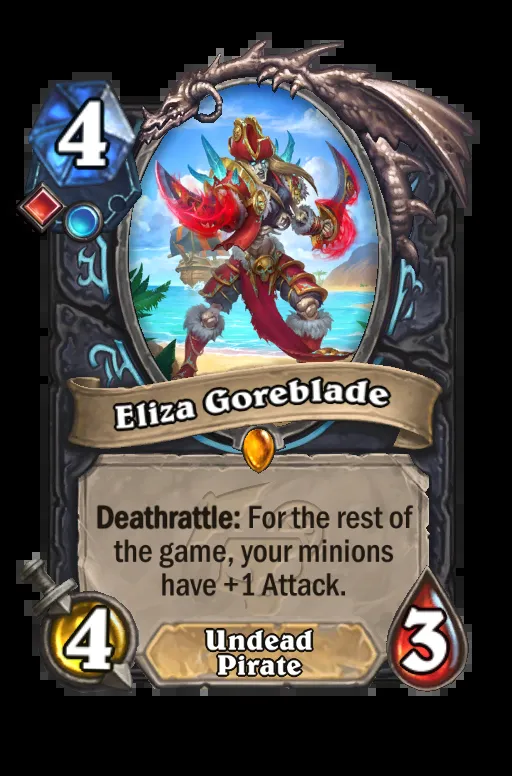 4
Eliza Goreblade
Deathrattle: For the rest of
the game, your minions
have +1 Attack.
4
Undead
Pirate
3